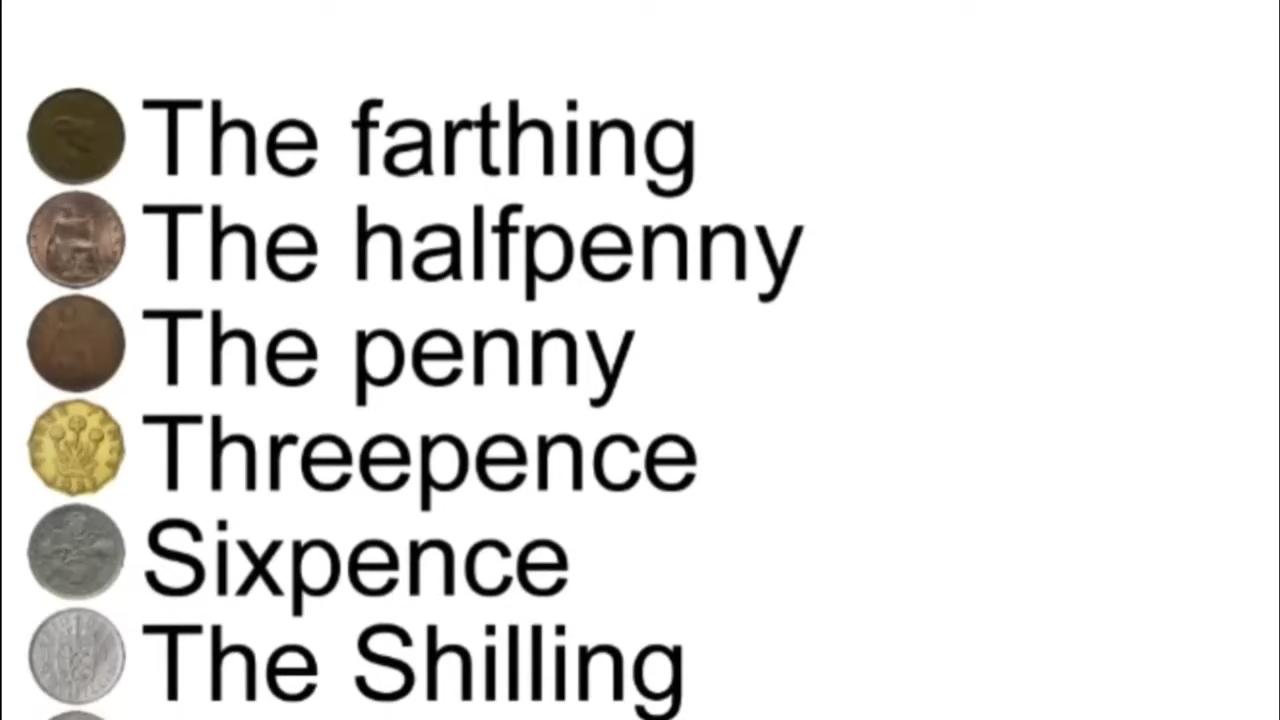 The farthing
The halfpenny
The penny
Threepence
Sixpence
The Shilling